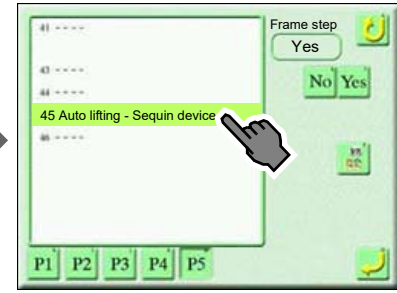 41 ----
Frame step
Yes
43 ----
44 ----
No Yes
45 Auto lifting - Sequin device
46 ----
P1 P2 P3 P4 P5